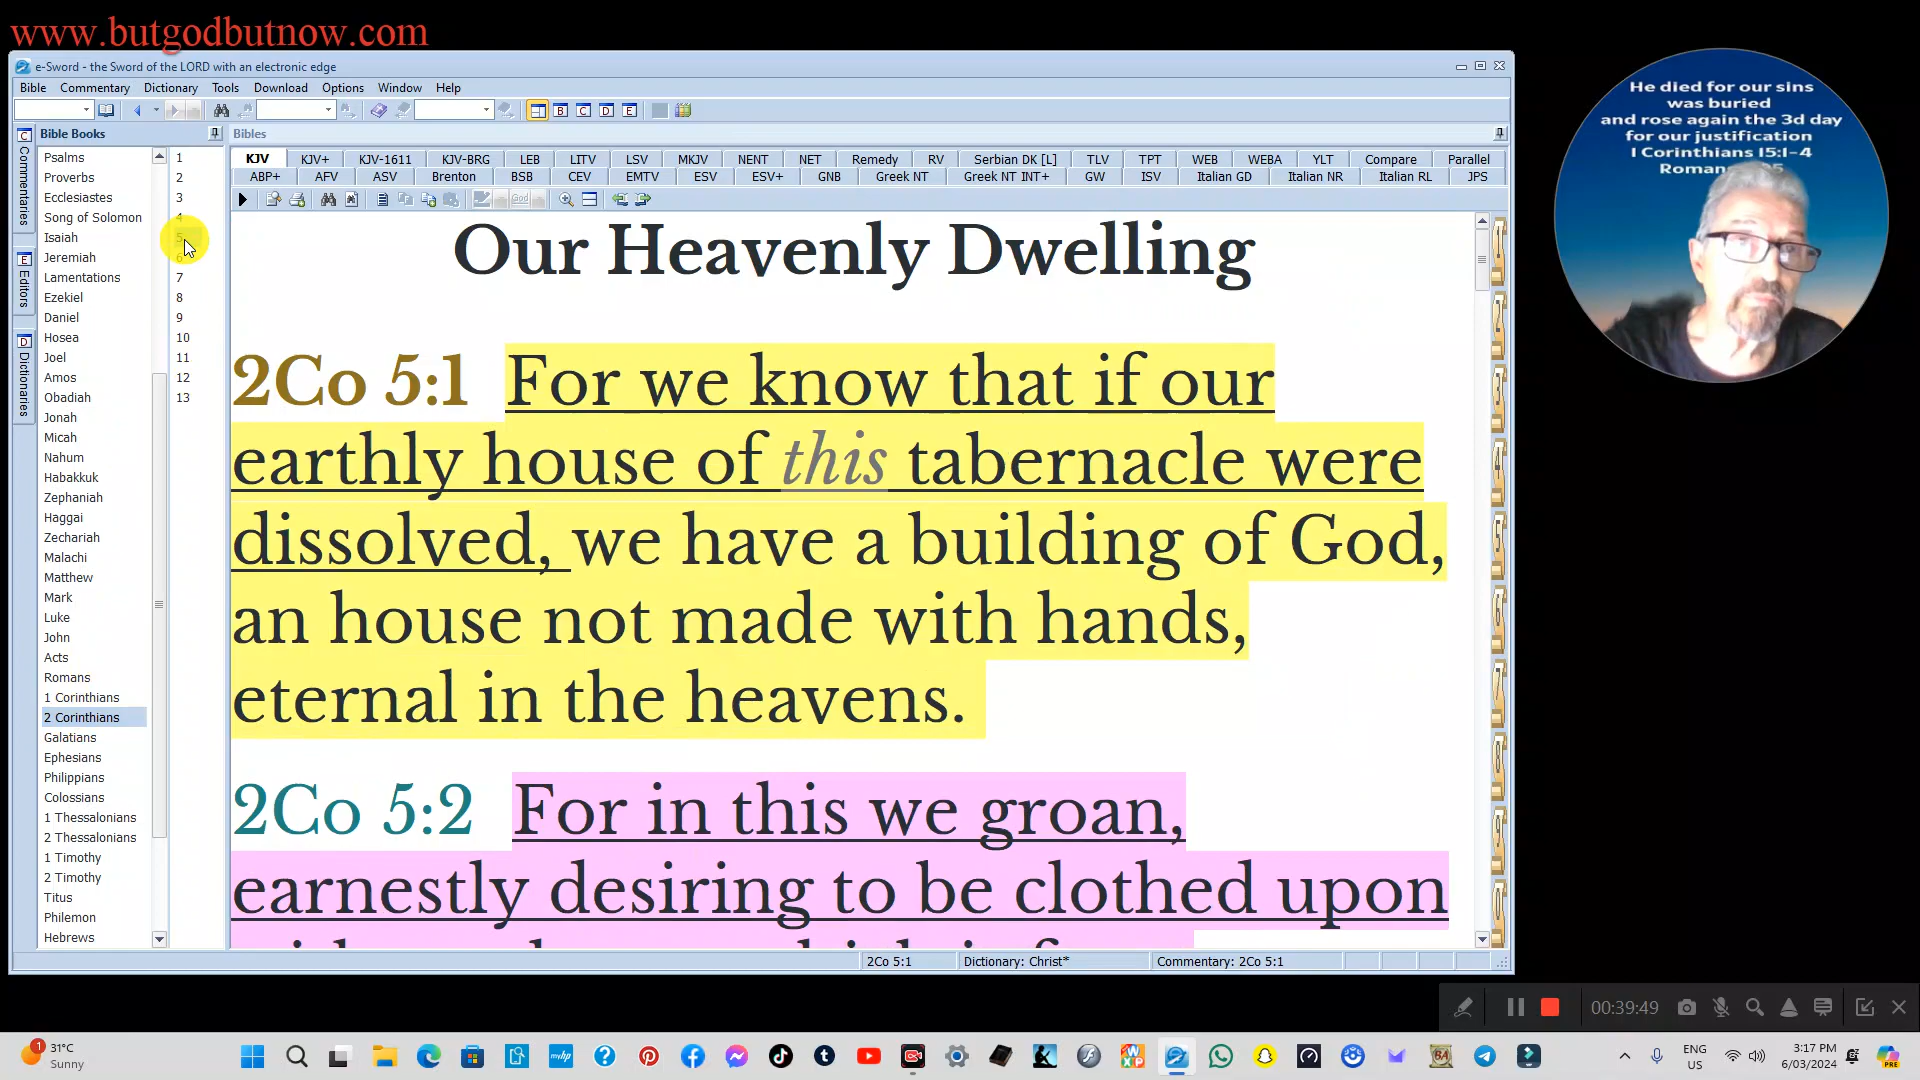 www.butgodbutnow.com
e-Sword - the Sword of the LORD with an electronic edge
Bible Commentary Dictionary Tools Download Options Window Help
B C D E
Bible Books
Bibles
C Commentaries
E Editors
D Dictionaries
Psalms
Proverbs
Ecclesiastes
Song of Solomon
Isaiah
Jeremiah
Lamentations
Ezekiel
Daniel
Hosea
Joel
Amos
Obadiah
Jonah
Micah
Nahum
Habakkuk
Zephaniah
Haggai
Zechariah
Malachi
Matthew
Mark
Luke
John
Acts
Romans
1 Corinthians
2 Corinthians
Galatians
Ephesians
Philippians
Colossians
1 Thessalonians
2 Thessalonians
1 Timothy
2 Timothy
Titus
Philemon
Hebrews
1
2
3
4
5
6
7
8
9
10
11
12
13
KJV KJV+ KJV-1611 KJV-BRG LEB LITV LSV MKJV NENT NET Remedy RV Serbian DK [L] TLV TPT WEB WEBA YLT Compare Parallel
ABP+ AFV ASV Brenton BSB CEV EMTV ESV ESV+ GNB Greek NT Greek NT INT+ GW ISV Italian GD Italian NR Italian RL JPS
God
Our Heavenly Dwelling
2Co 5:1 For we know that if our
earthly house of this tabernacle were
dissolved, we have a building of God,
an house not made with hands,
eternal in the heavens.
2Co 5:2 For in this we groan,
earnestly desiring to be clothed upon
2Co 5:1 Dictionary: Christ* Commentary: 2Co 5:1
He died for our sins
was buried
and rose again the 3d day
for our justification
1 Corinthians 15:1-4
00:39:49
1
31°C
Sunny
ENG
US
3:17 PM
6/03/2024